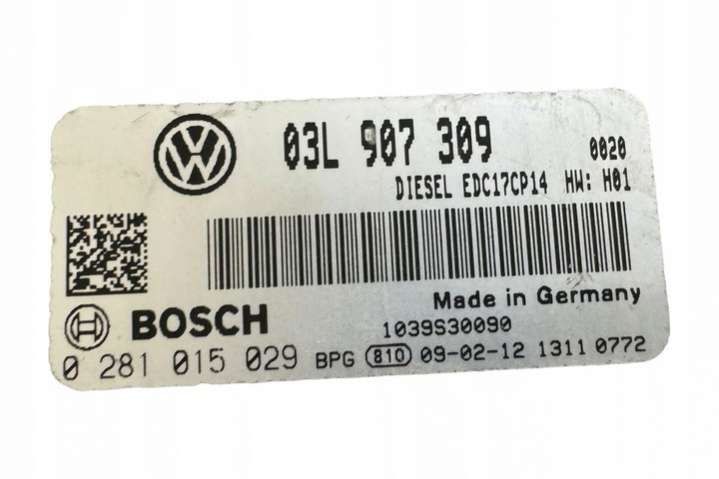 03L 907 309 0020
DIESEL EDC17CP14 HW: H01
Made in Germany
BOSCH 1039S30090
0 281 015 029 BPG 810 09-02-12 1311 0772